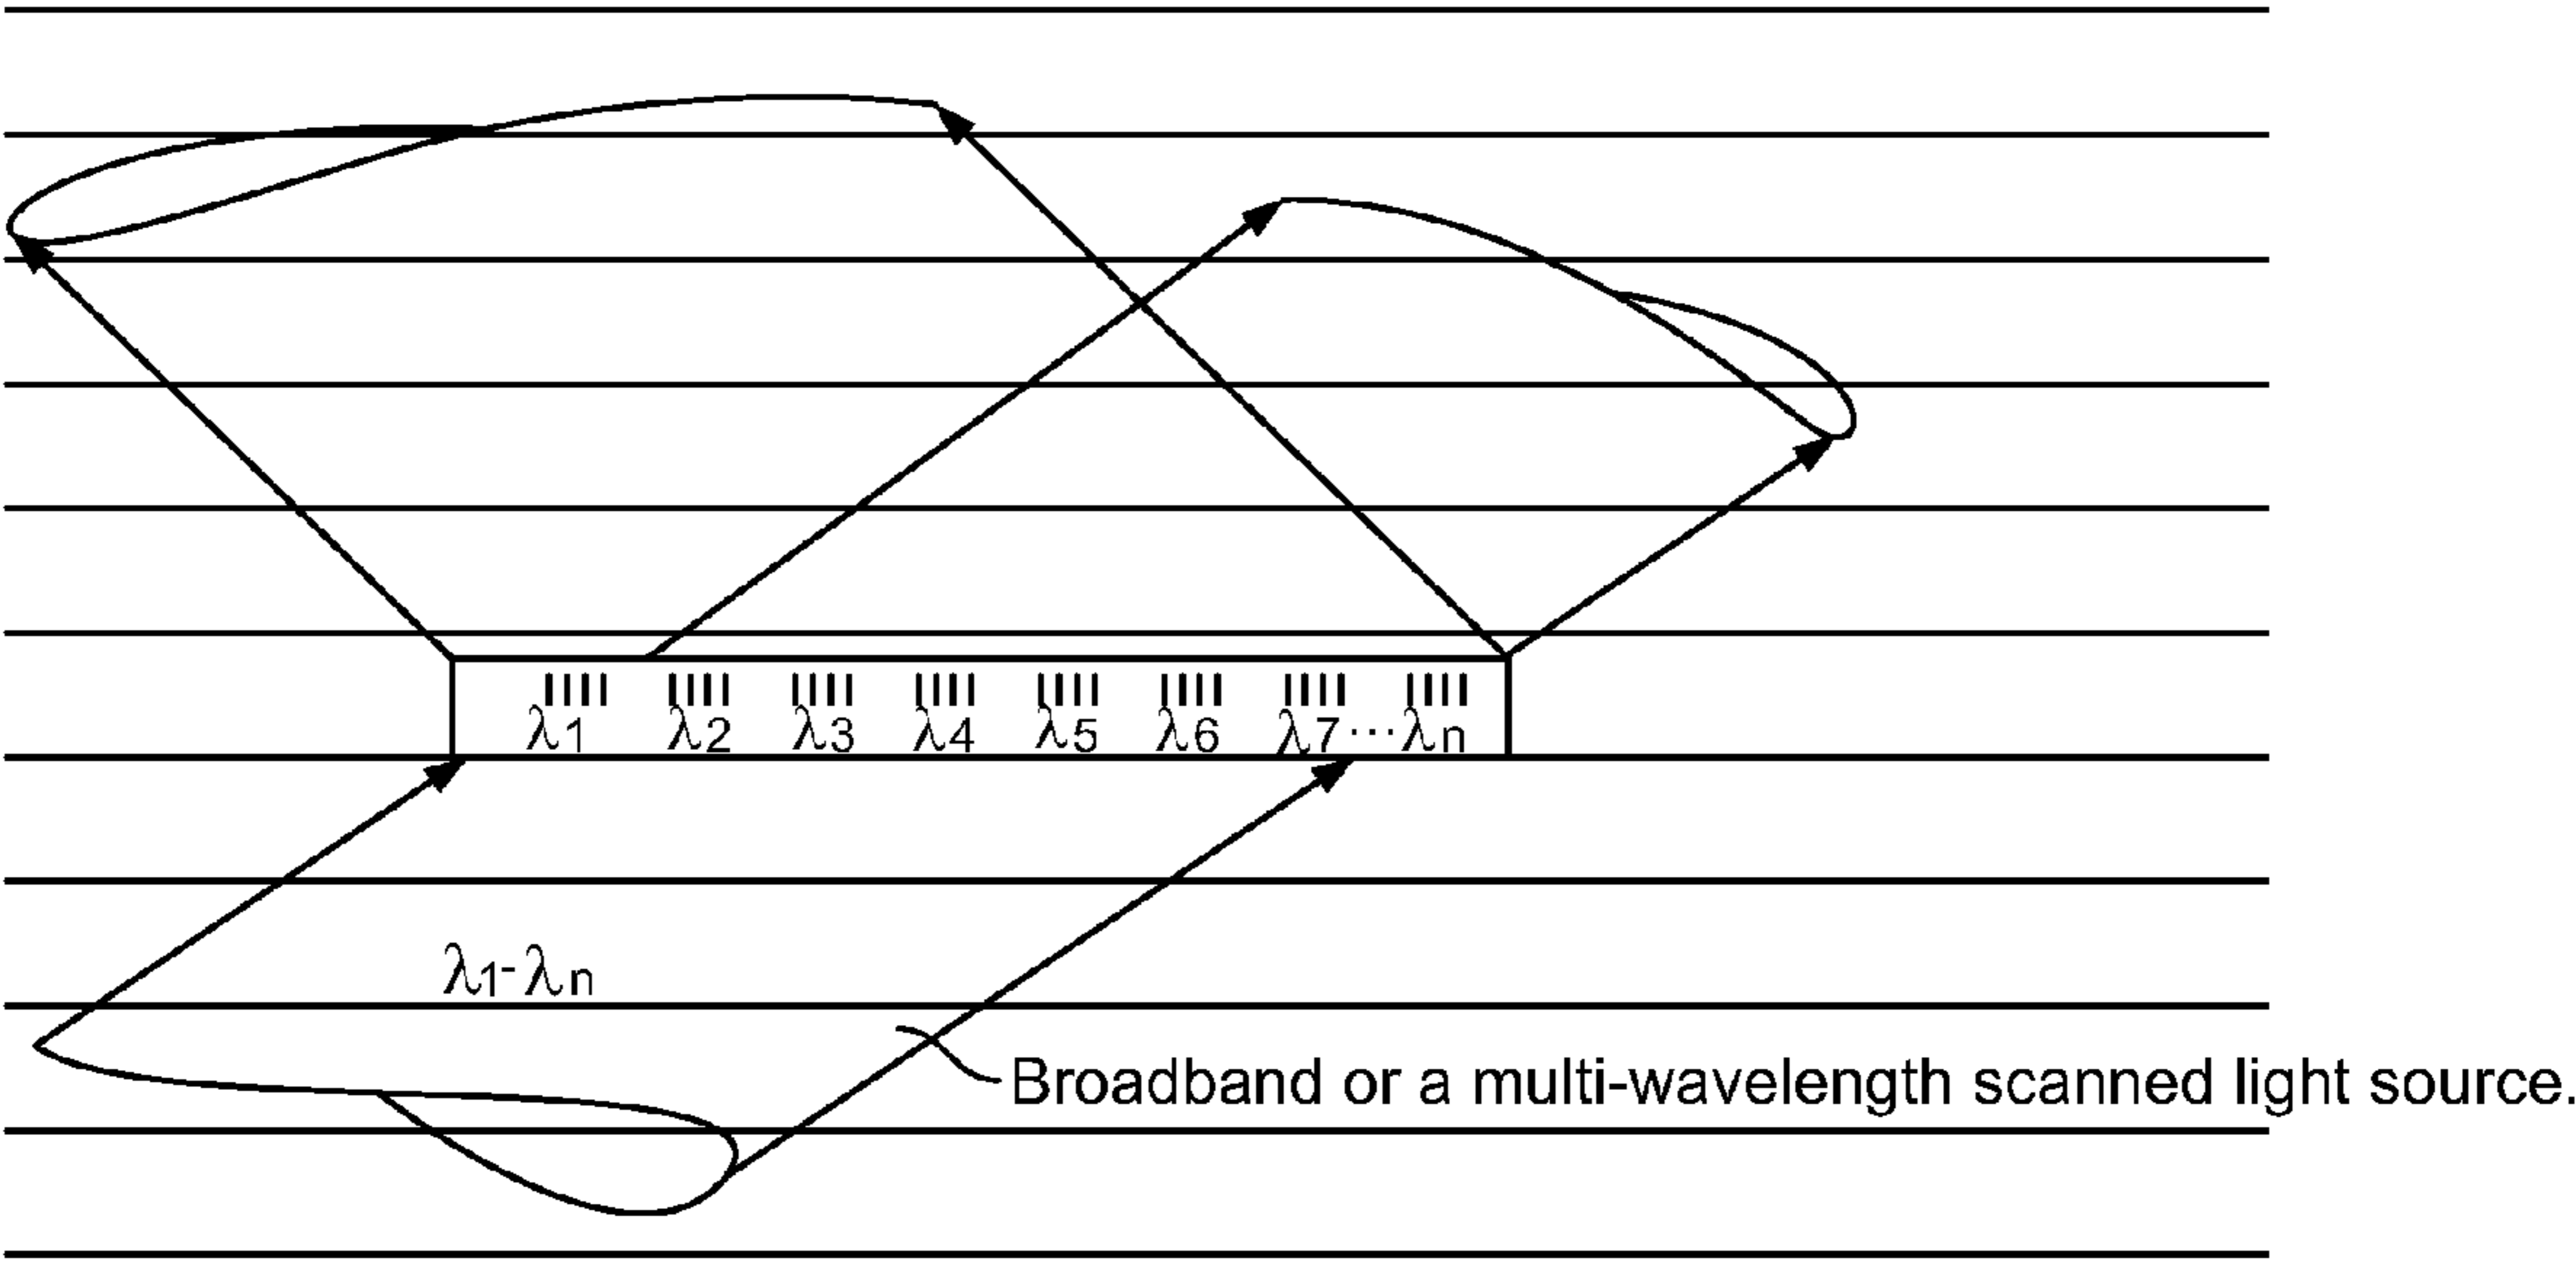 λ1 λ2 λ3 λ4 λ5 λ6 λ7···λn
λ1-λn
Broadband or a multi-wavelength scanned light source.